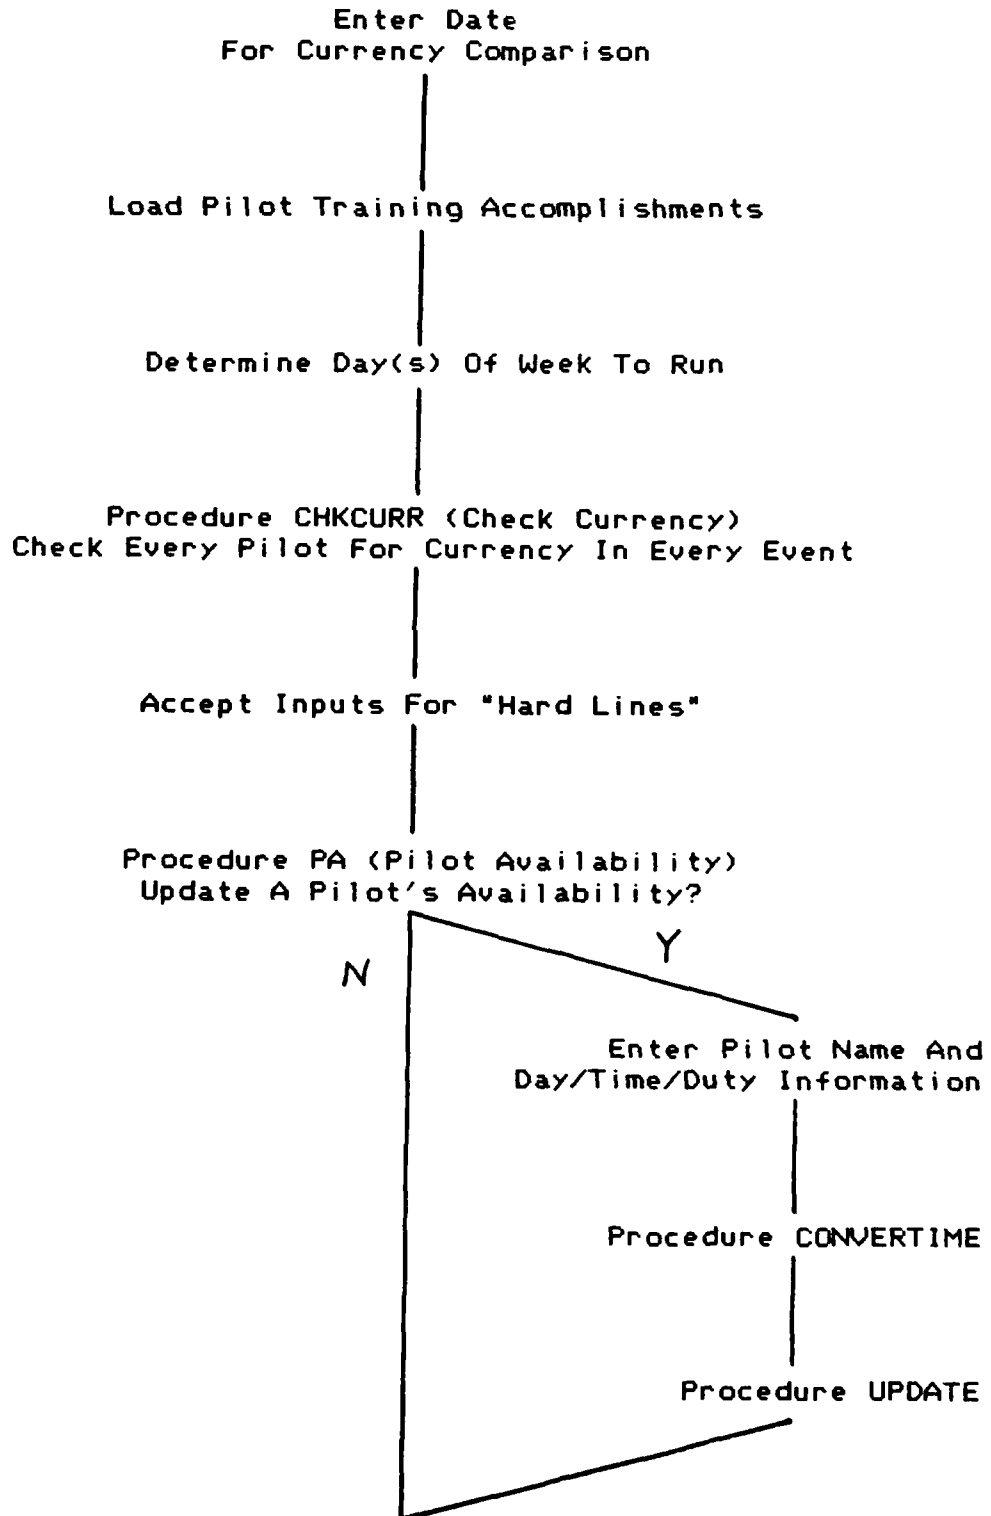 Enter Date
For Currency Comparison
Load Pilot Training Accomplishments
Determine Day(s) Of Week To Run
Procedure CHKCURR (Check Currency)
Check Every Pilot For Currency In Every Event
Accept Inputs For "Hard Lines"
Procedure PA (Pilot Availability)
Update A Pilot's Availability?
N
Y
Enter Pilot Name And
Day/Time/Duty Information
Procedure CONVERTIME
Procedure UPDATE